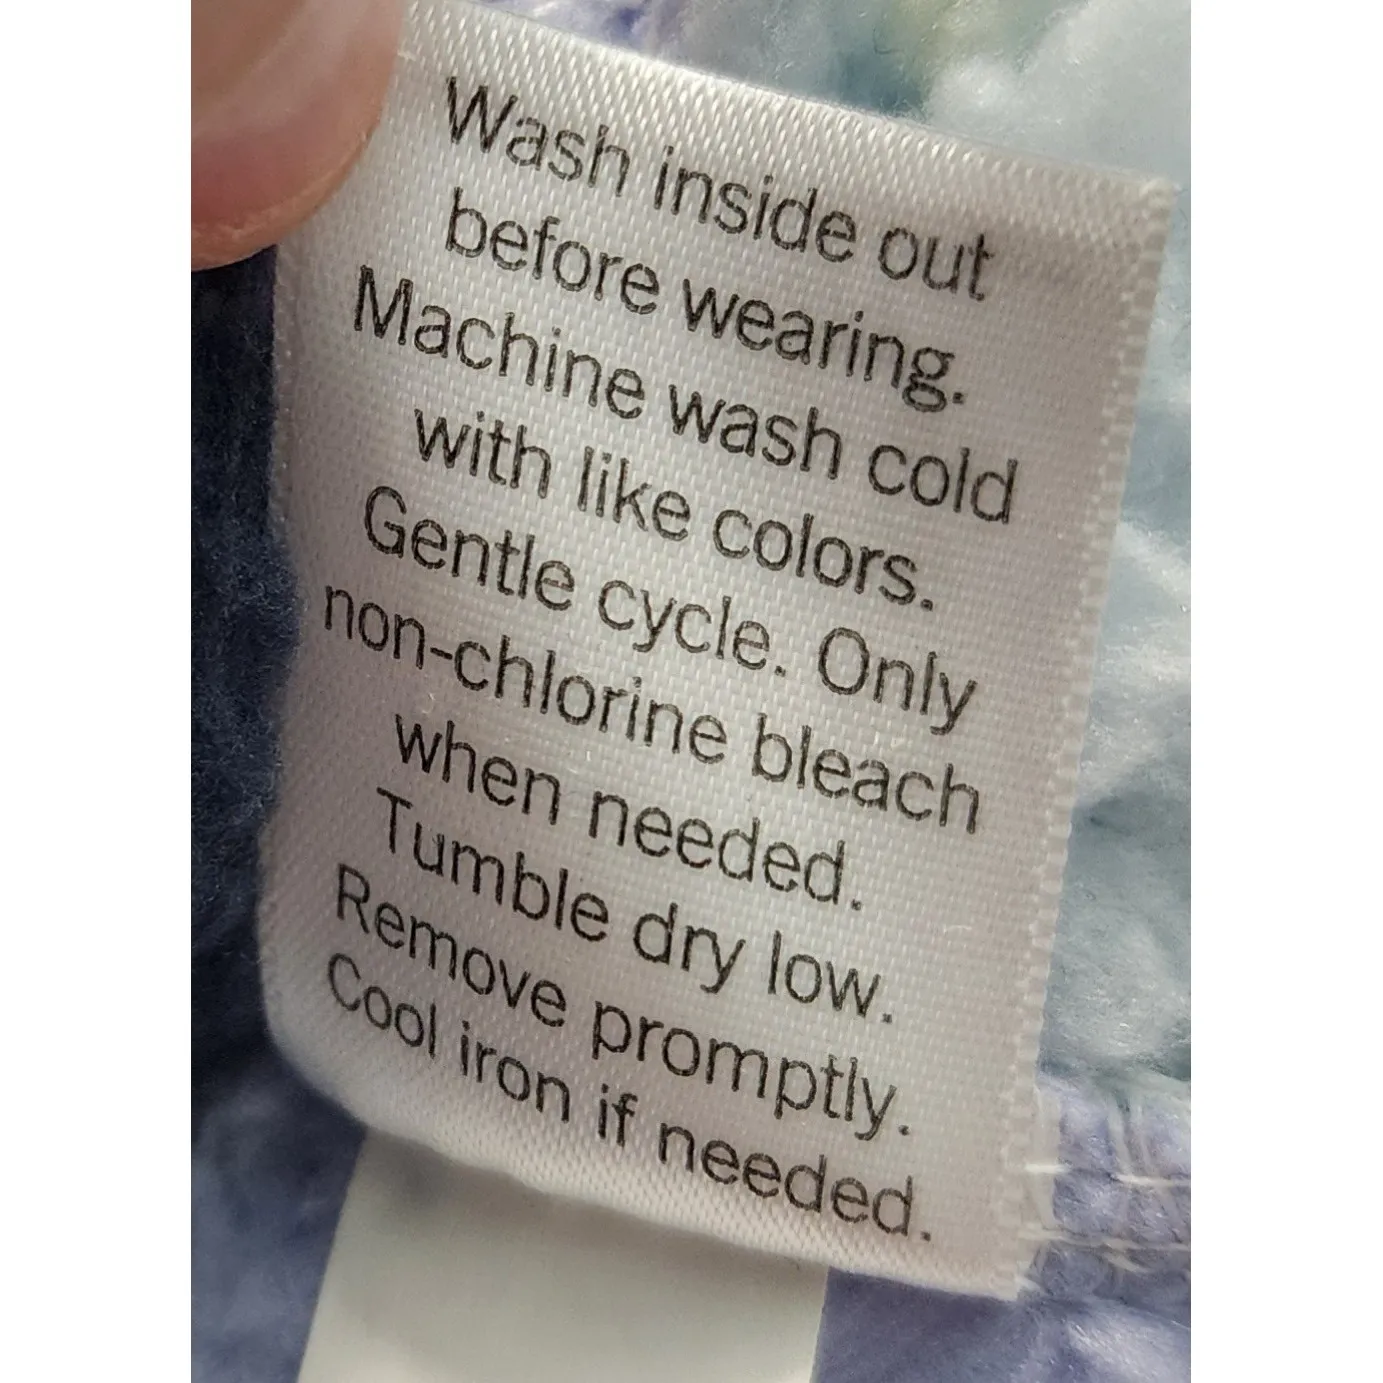 Wash inside out
before wearing.
Machine wash cold
with like colors.
Gentle cycle. Only
non-chlorine bleach
when needed.
Tumble dry low.
Remove promptly.
Cool iron if needed.